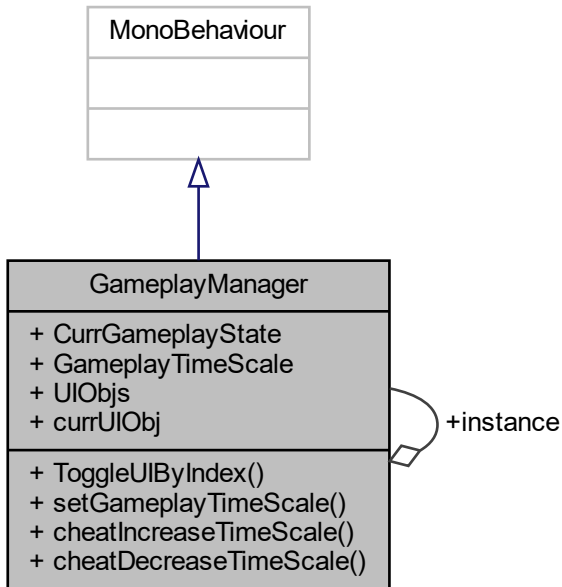 MonoBehaviour
GameplayManager
+ CurrGameplayState
+ GameplayTimeScale
+ UIObjs
+ currUIObj
+instance
+ ToggleUIByIndex()
+ setGameplayTimeScale()
+ cheatIncreaseTimeScale()
+ cheatDecreaseTimeScale()